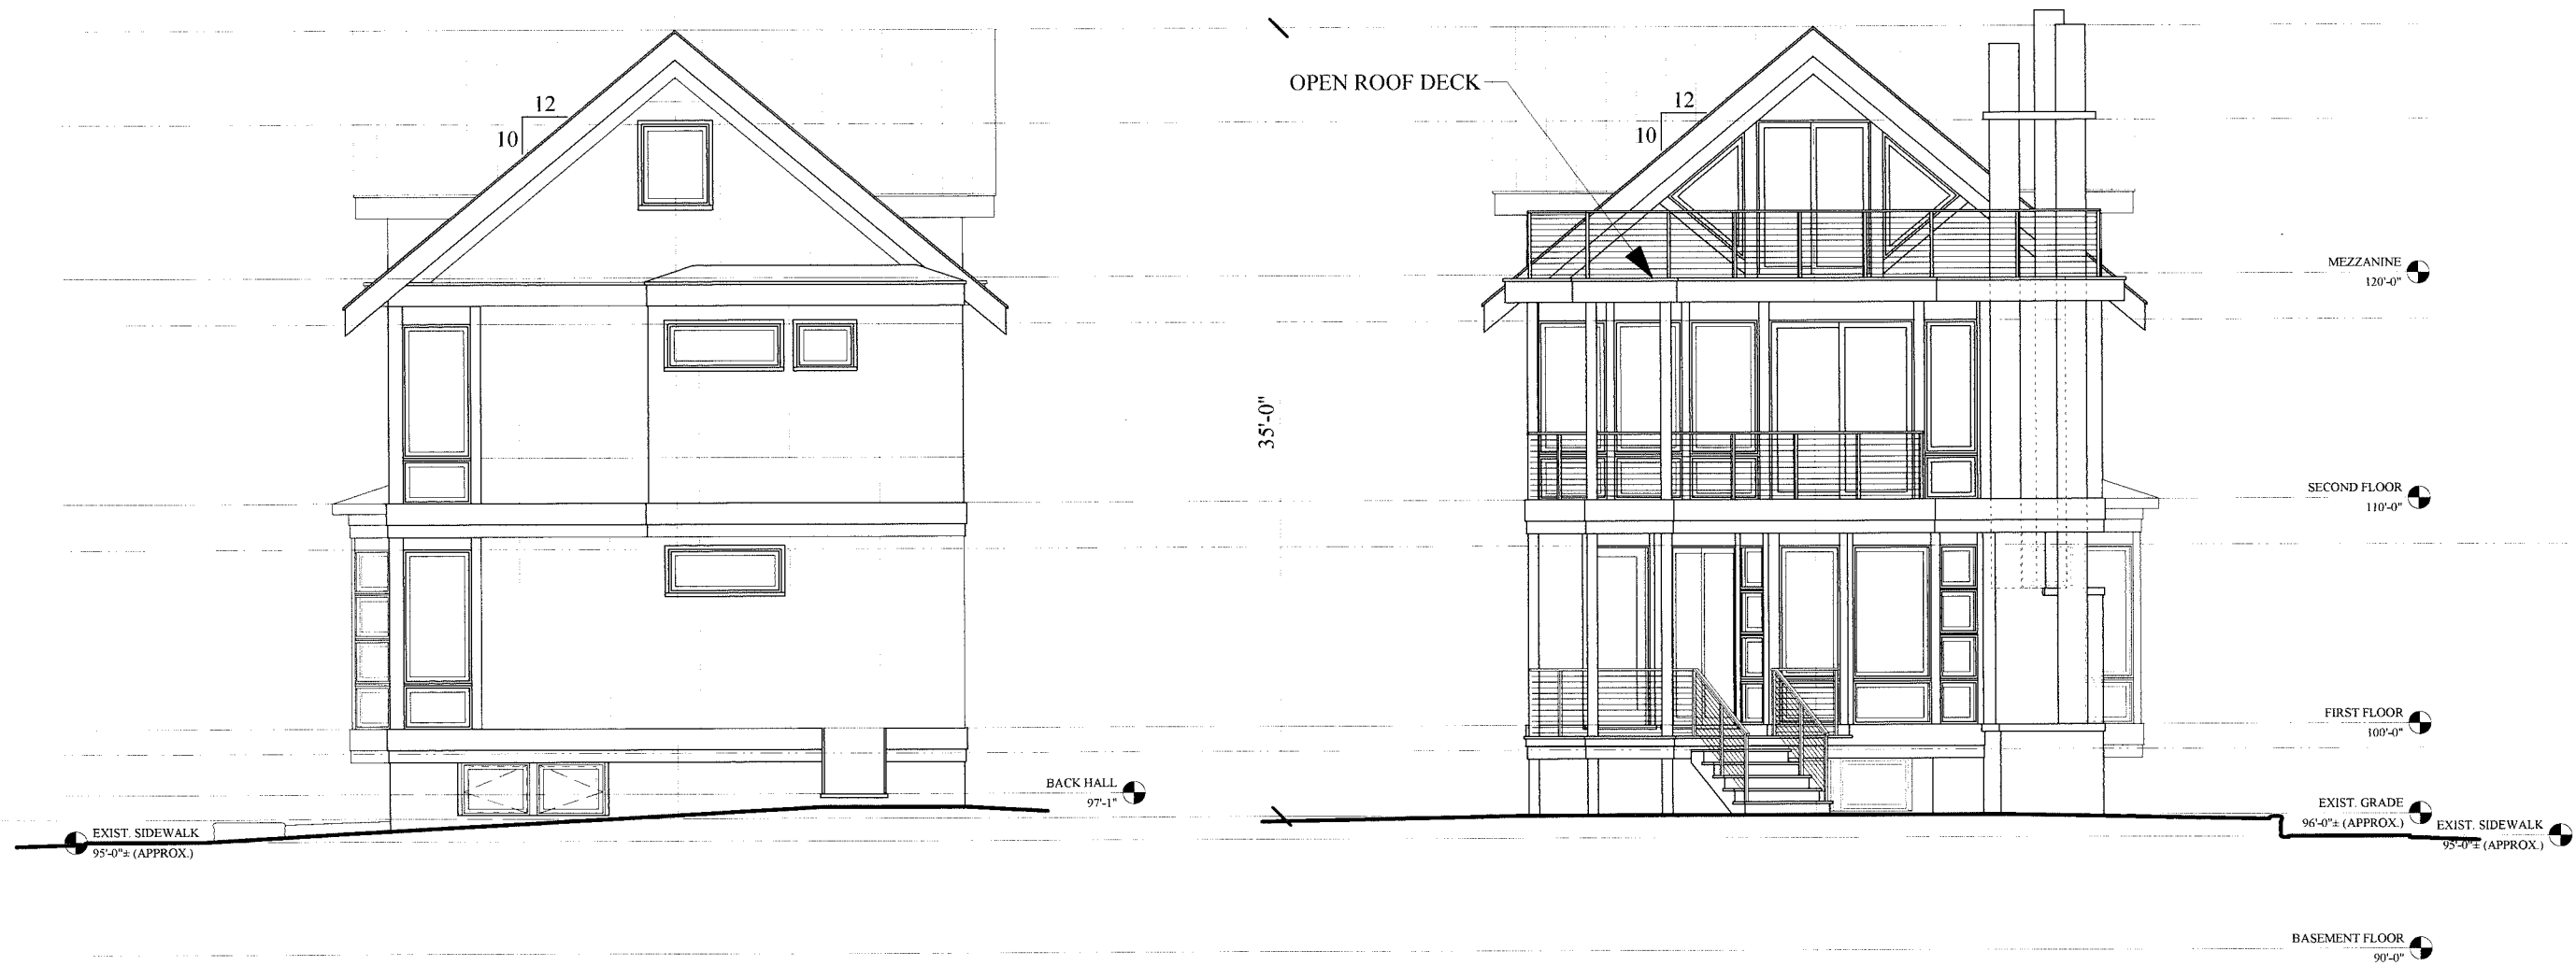 12
10
BACK HALL
97'-1"
EXIST. SIDEWALK
95'-0"± (APPROX.)
OPEN ROOF DECK
12
10
35'-0"
MEZZANINE
120'-0"
SECOND FLOOR
110'-0"
FIRST FLOOR
100'-0"
EXIST. GRADE
96'-0"± (APPROX.)
EXIST. SIDEWALK
95'-0"± (APPROX.)
BASEMENT FLOOR
90'-0"